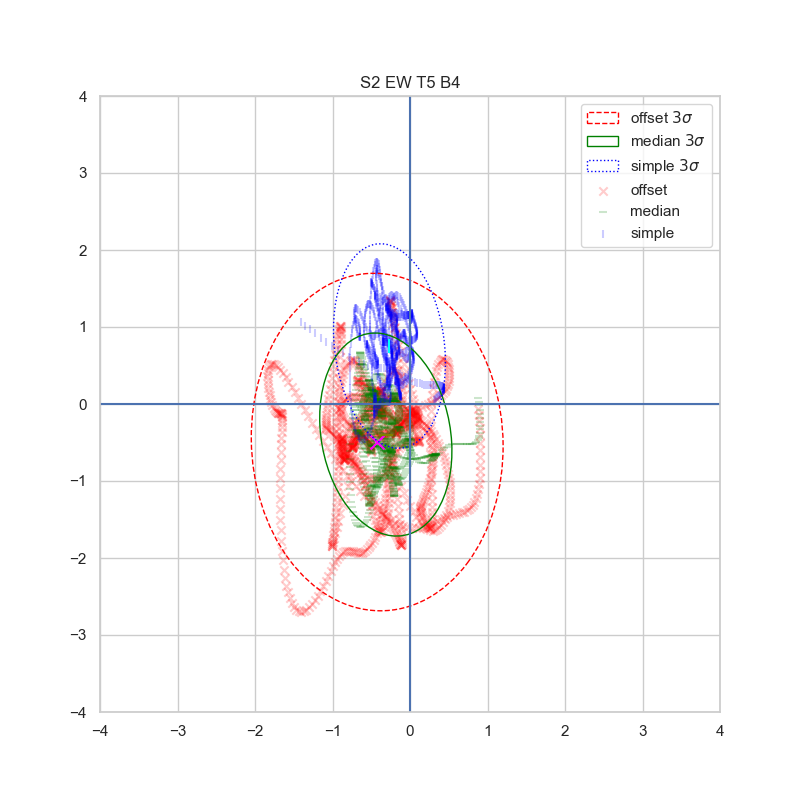 S2 EW T5 B4
offset 3σ
median 3σ
simple 3σ
offset
median
simple
4
3
2
1
0
−1
−2
−3
−4
−4 −3 −2 −1 0 1 2 3 4